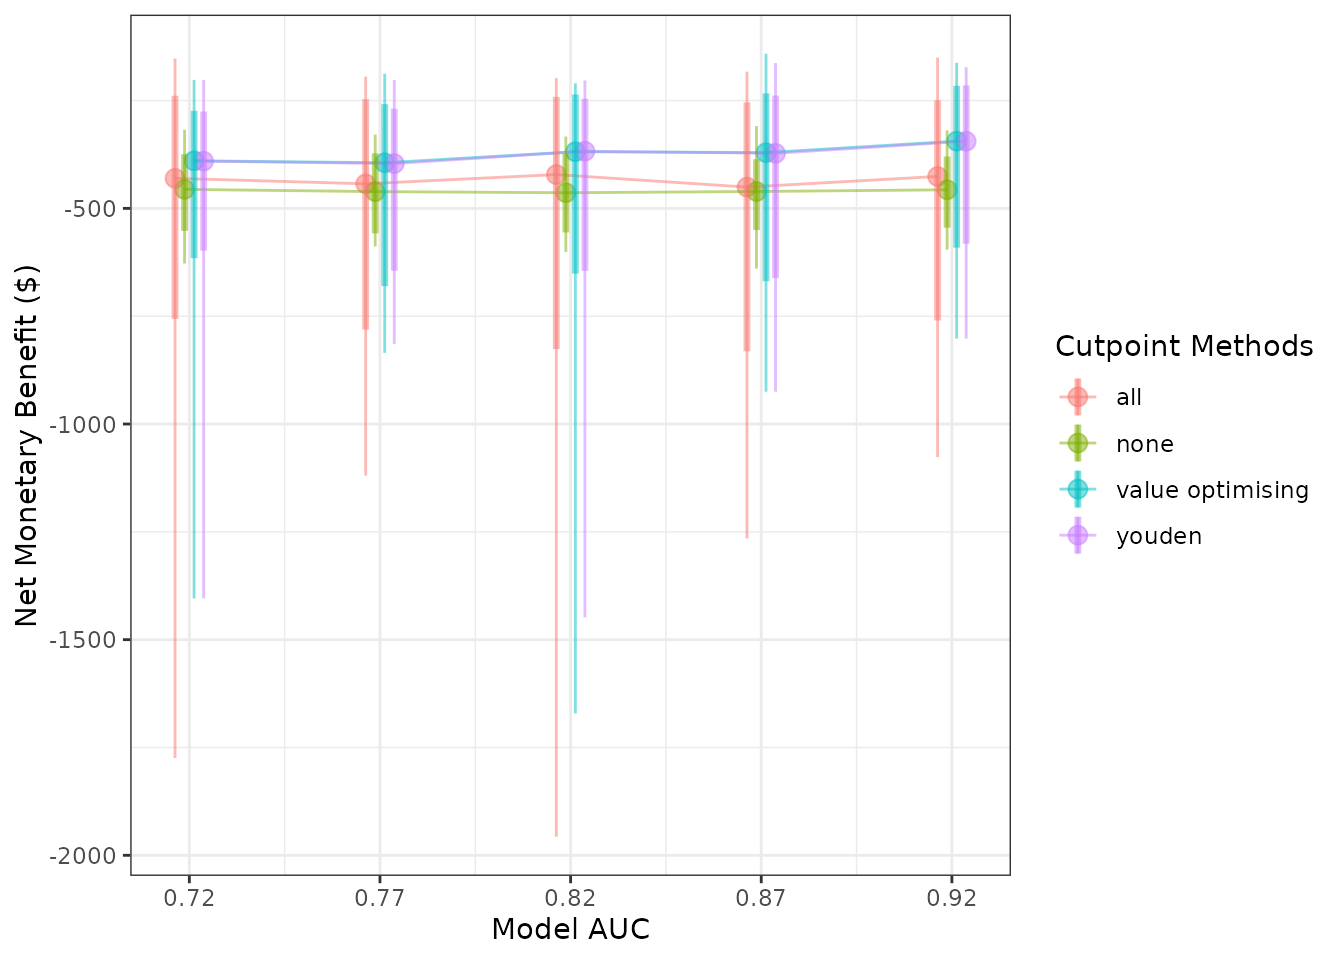 Net Monetary Benefit ($)
-500
-1000
-1500
-2000
0.72
0.77
0.82
0.87
0.92
Model AUC
Cutpoint Methods
all
none
value optimising
youden